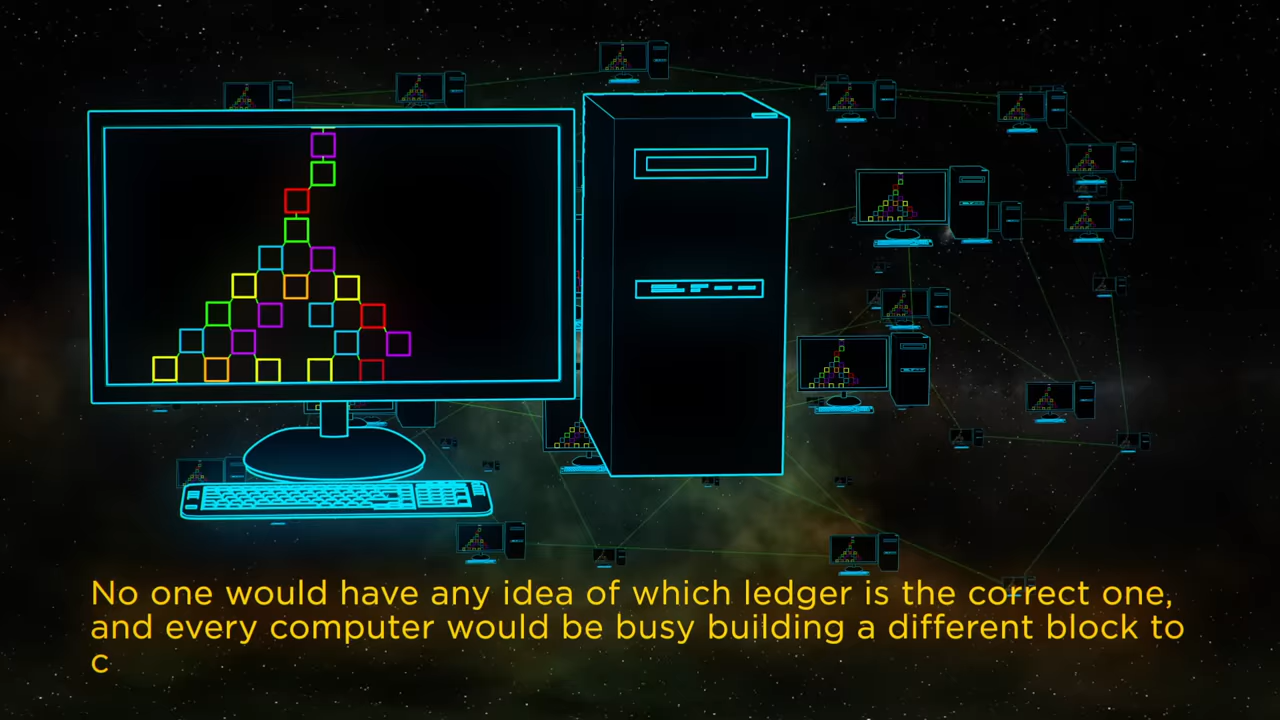 No one would have any idea of which ledger is the correct one,
and every computer would be busy building a different block to
c